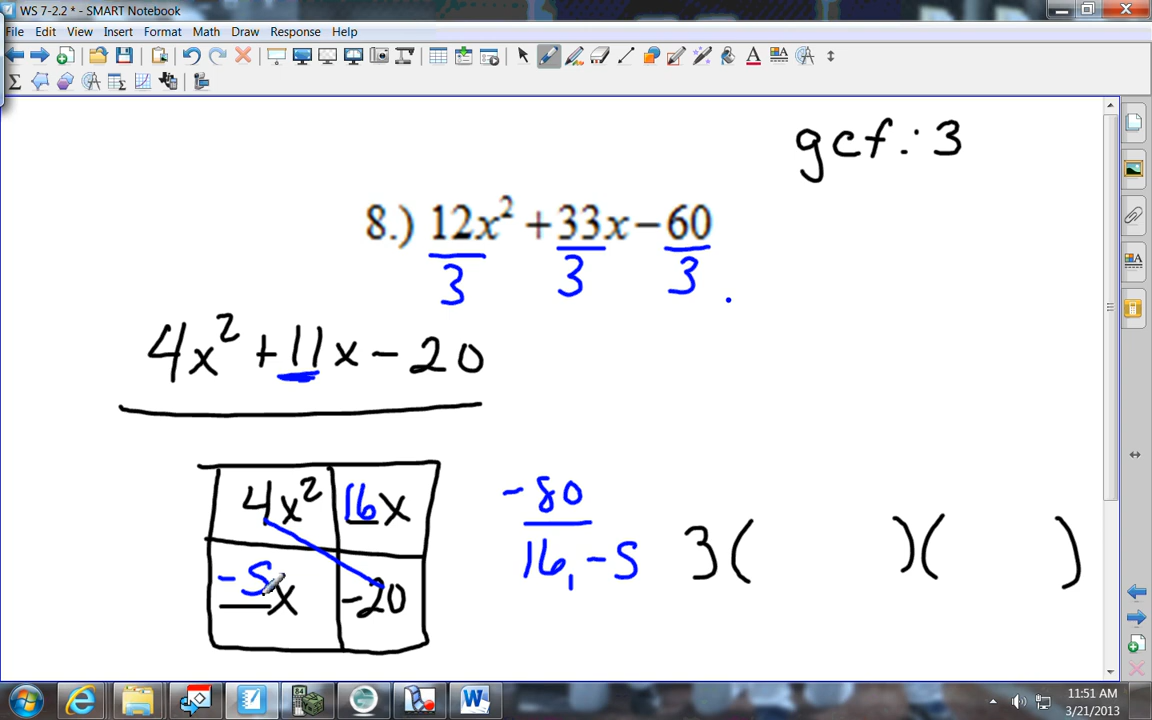 WS 7-2.2 * - SMART Notebook
File Edit View Insert Format Math Draw Response Help
gcf: 3
8.) 12x² + 33x − 60
3 3 3 .
4x² + 11x − 20
4x² 16x
-5x -20
-80
16, -5
3 ( )( )
11:51 AM
3/21/2013